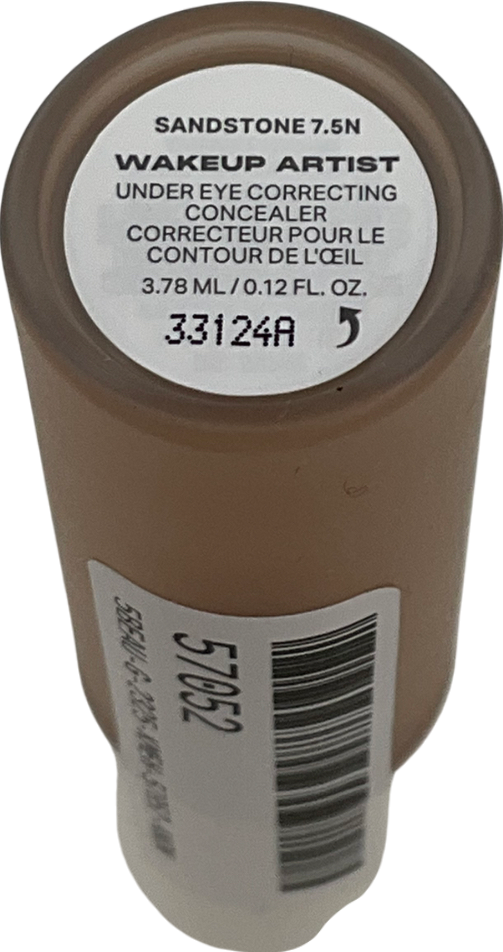 SANDSTONE 7.5N
WAKEUP ARTIST
UNDER EYE CORRECTING
CONCEALER
CORRECTEUR POUR LE
CONTOUR DE L'ŒIL
3.78 ML / 0.12 FL. OZ.
33124A
57052